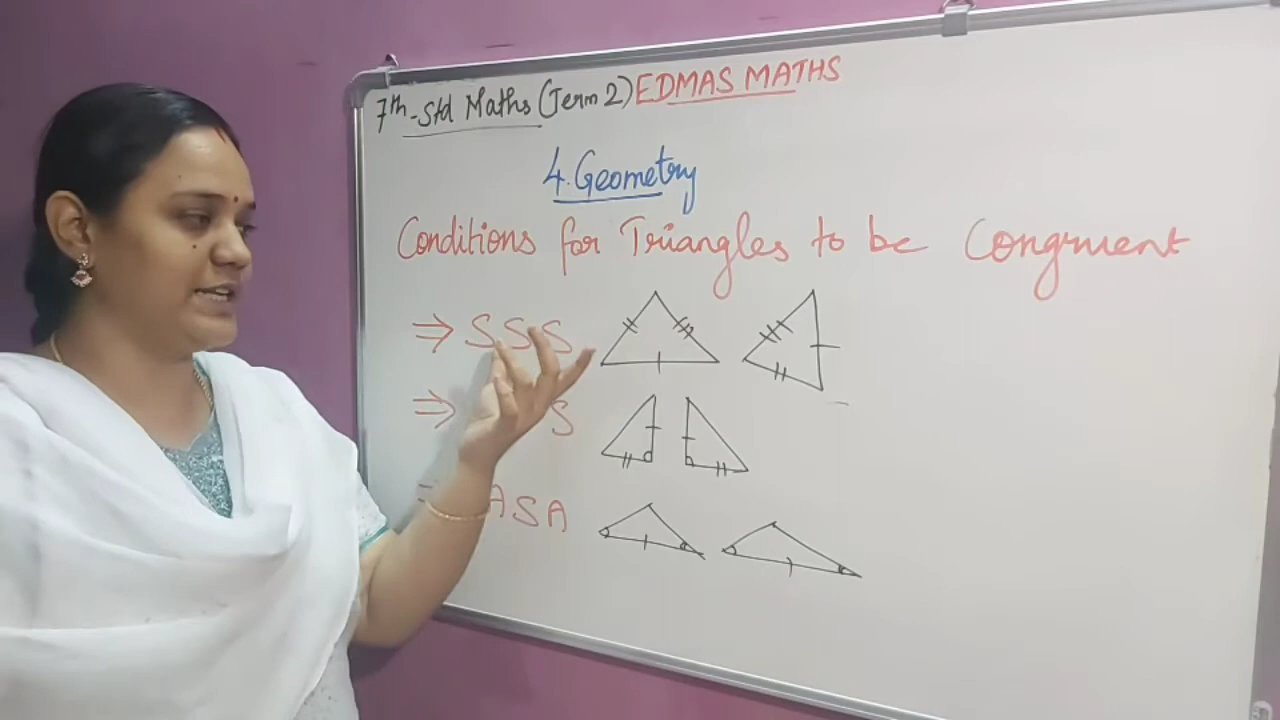 7th-Std Maths (Term 2) EDMAS MATHS
4. Geometry
Conditions for Triangles to be Congruent
⇒ SSS
⇒ S
ASA